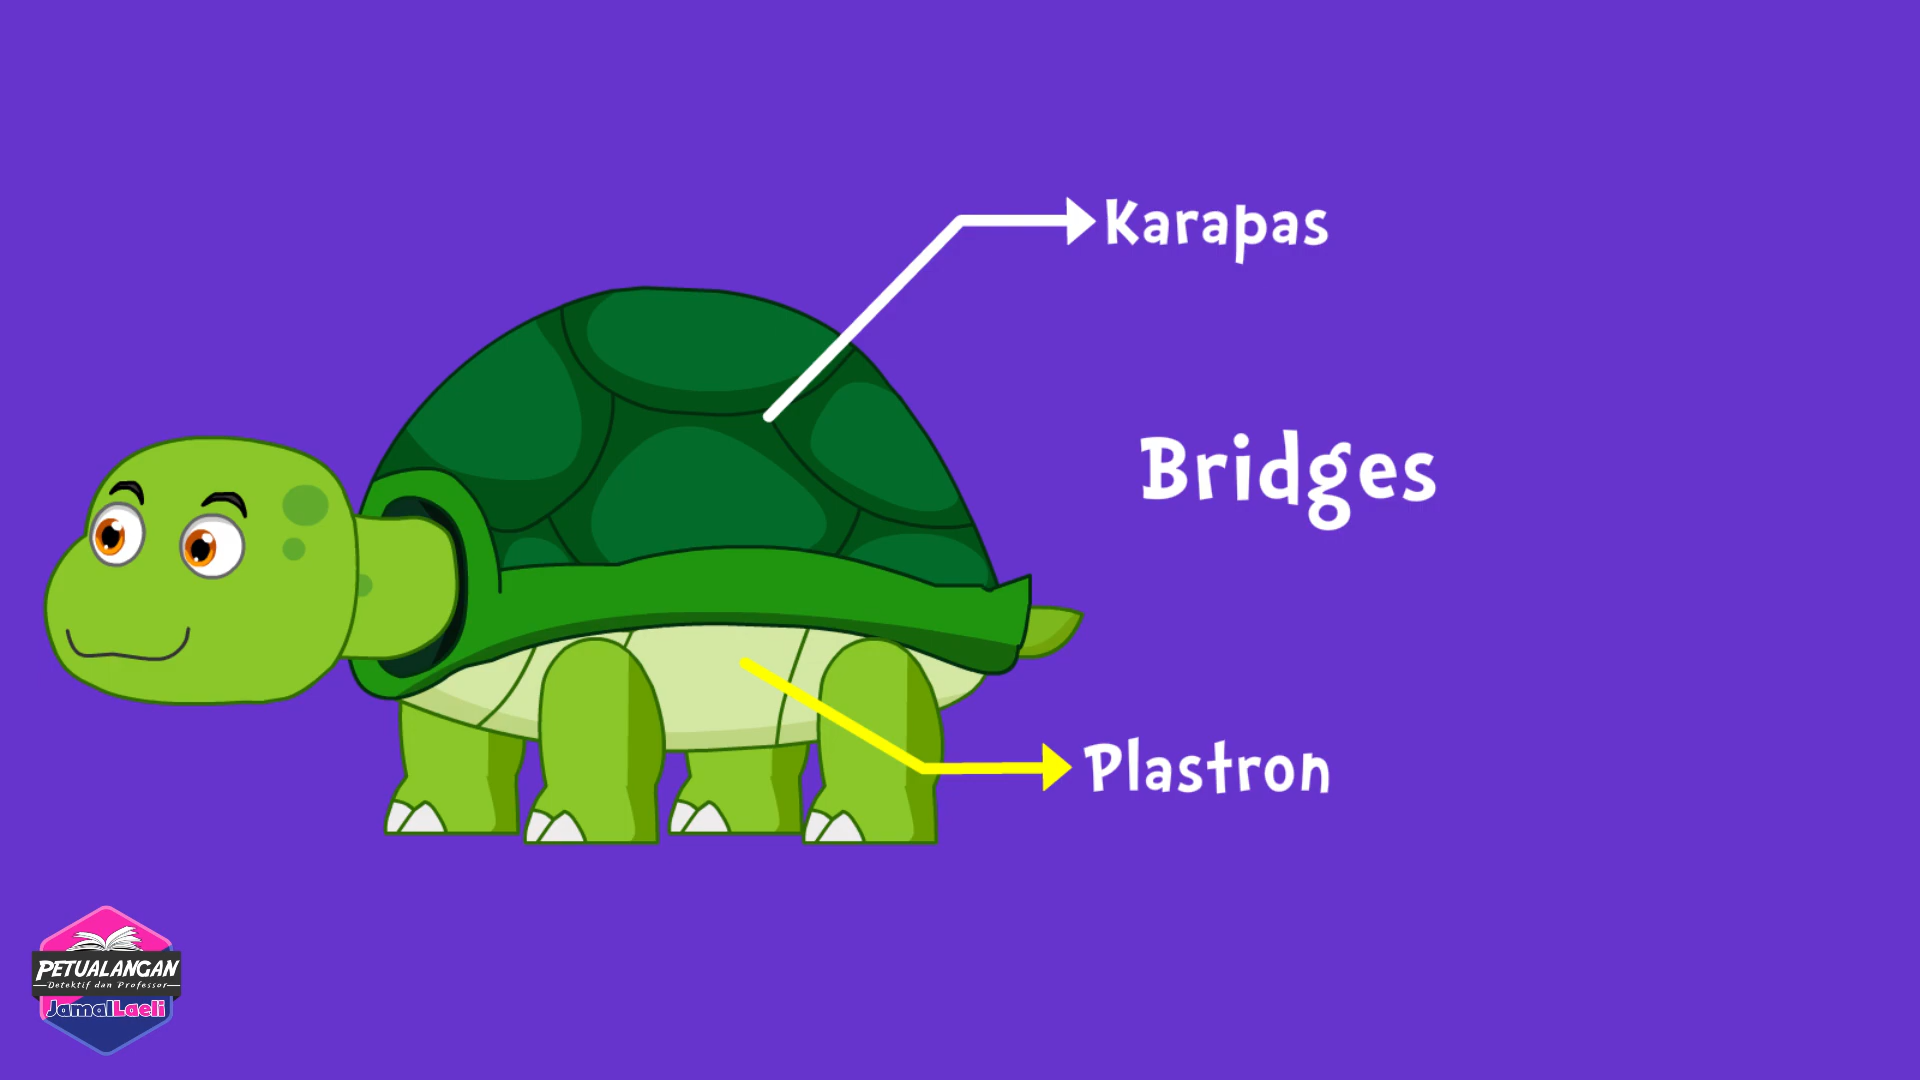 Karapas
Bridges
Plastron
PETUALANGAN
Detektif dan Professor
JamalLaeli